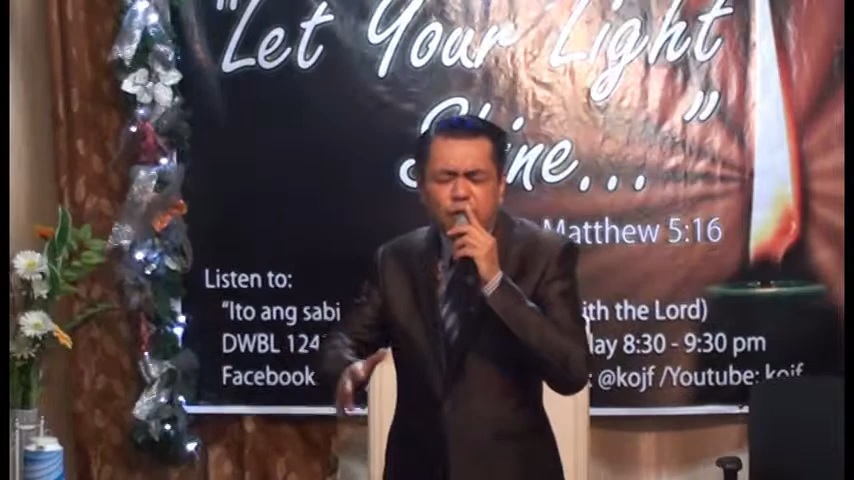 "Let Your Light
Shine..."
Matthew 5:16
Listen to:
"Ito ang sabi ith the Lord)
DWBL 124 ay 8:30 - 9:30 pm
Facebook @kojf /Youtube: kojf